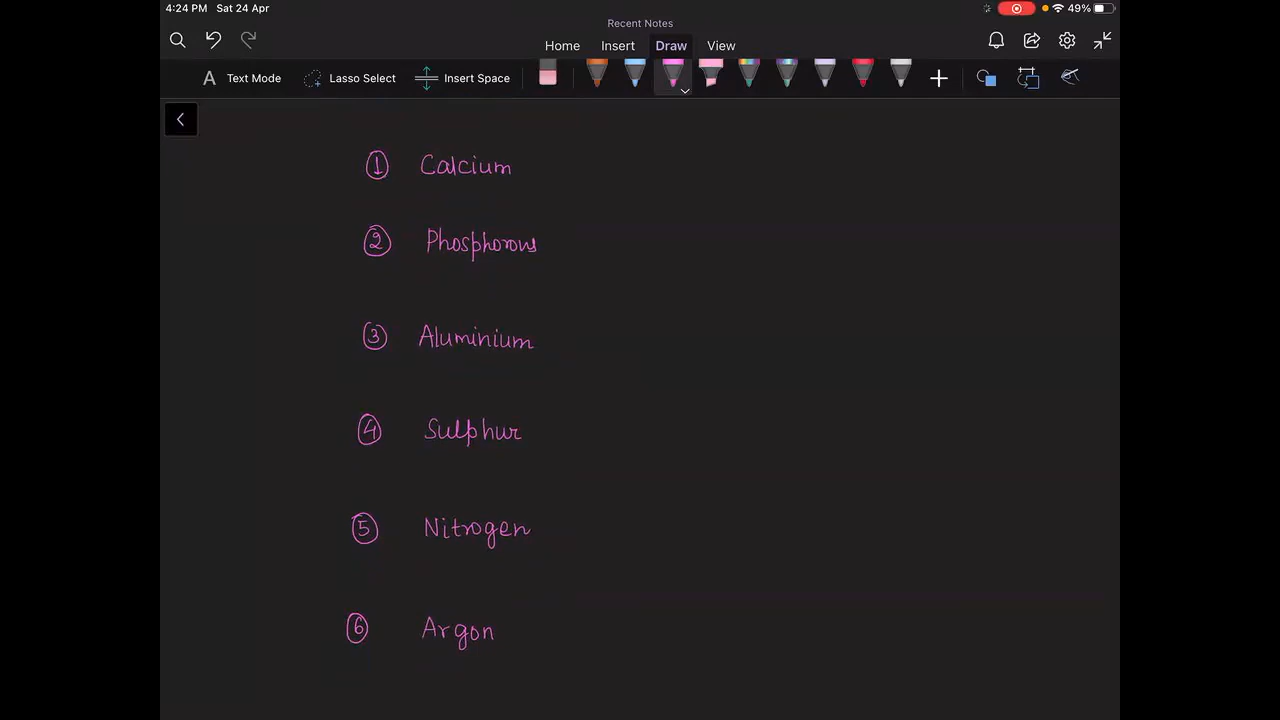 4:24 PM Sat 24 Apr
49%
Recent Notes
Home Insert Draw View
A Text Mode Lasso Select Insert Space
1 Calcium
2 Phosphorous
3 Aluminium
4 Sulphur
5 Nitrogen
6 Argon